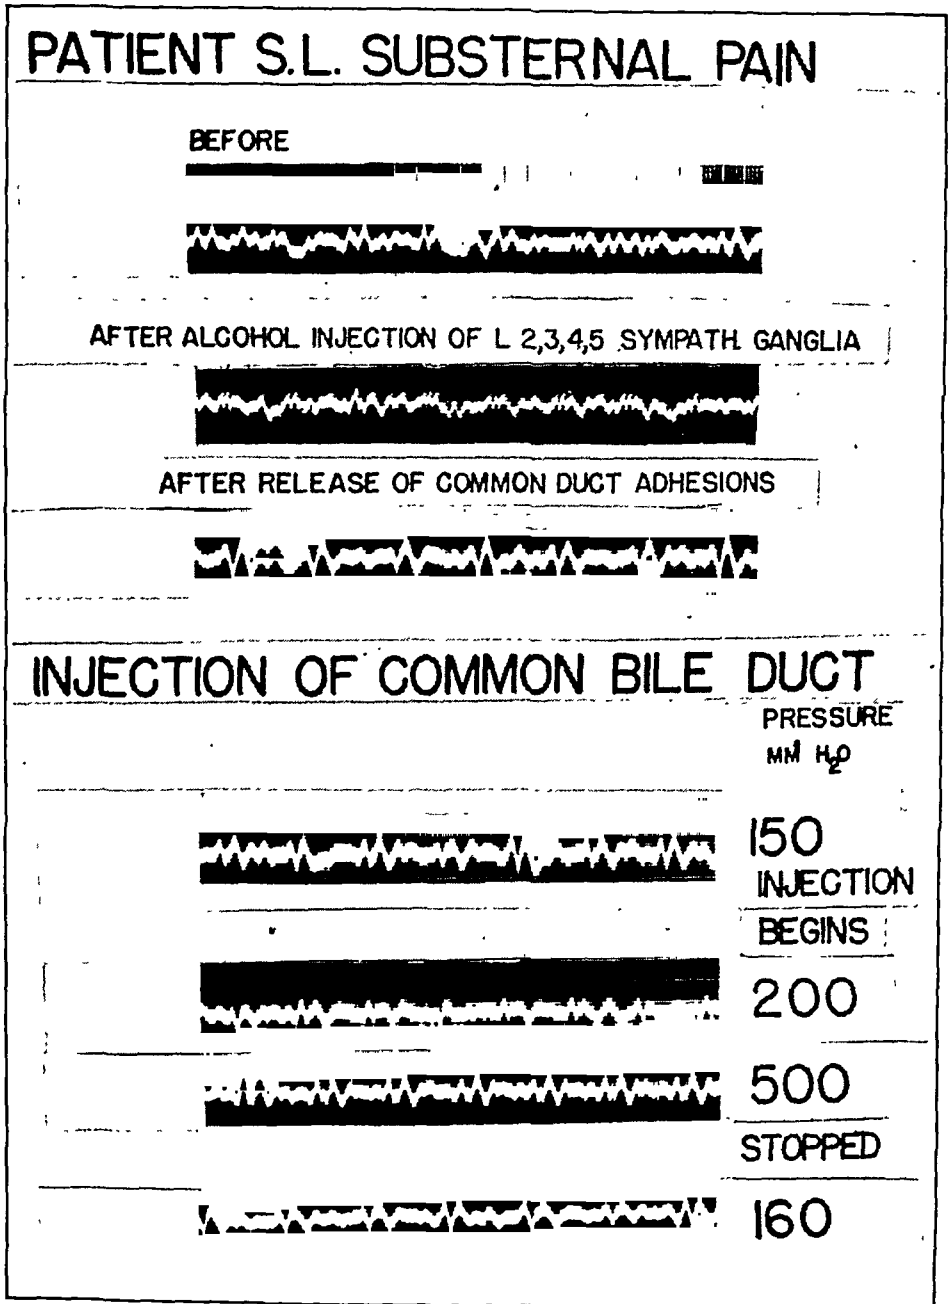 PATIENT S.L. SUBSTERNAL PAIN
BEFORE
AFTER ALCOHOL INJECTION OF L 2,3,4,5 SYMPATH. GANGLIA
AFTER RELEASE OF COMMON DUCT ADHESIONS
INJECTION OF COMMON BILE DUCT
PRESSURE
MM H₂O
150
INJECTION
BEGINS
200
500
STOPPED
160